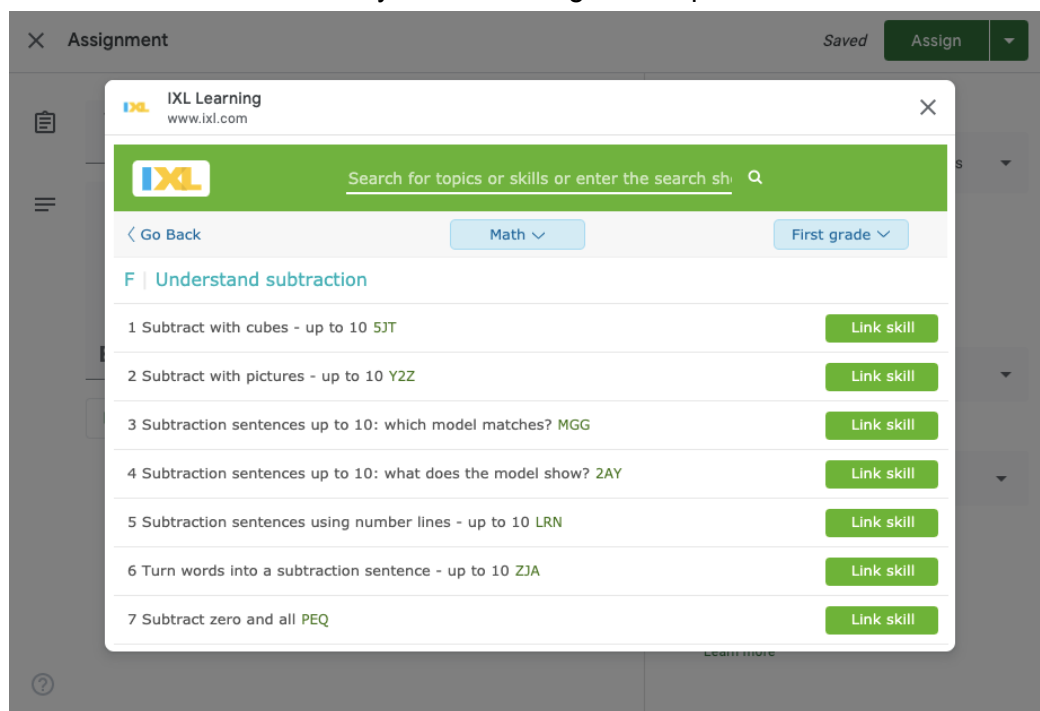 Assignment
Saved
Assign
IXL Learning
www.ixl.com
IXL
Search for topics or skills or enter the search
Go Back
Math
First grade
F | Understand subtraction
1 Subtract with cubes - up to 10 5JT
Link skill
2 Subtract with pictures - up to 10 Y2Z
Link skill
3 Subtraction sentences up to 10: which model matches? MGG
Link skill
4 Subtraction sentences up to 10: what does the model show? 2AY
Link skill
5 Subtraction sentences using number lines - up to 10 LRN
Link skill
6 Turn words into a subtraction sentence - up to 10 ZJA
Link skill
7 Subtract zero and all PEQ
Link skill
Learn more